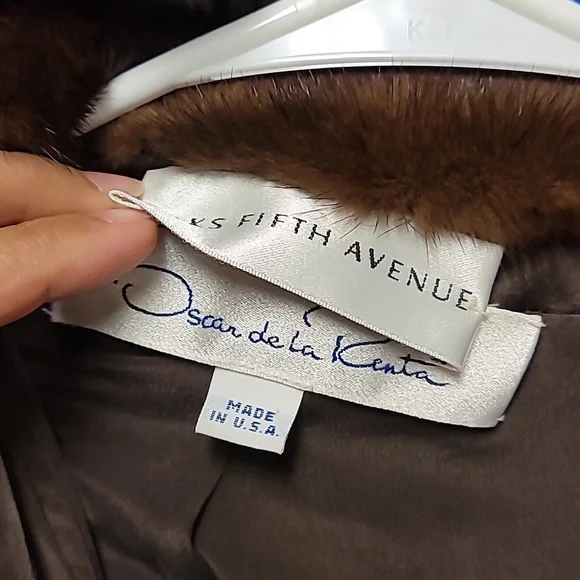 K
KS FIFTH AVENUE
Oscar de la Renta
MADE
IN U.S.A.